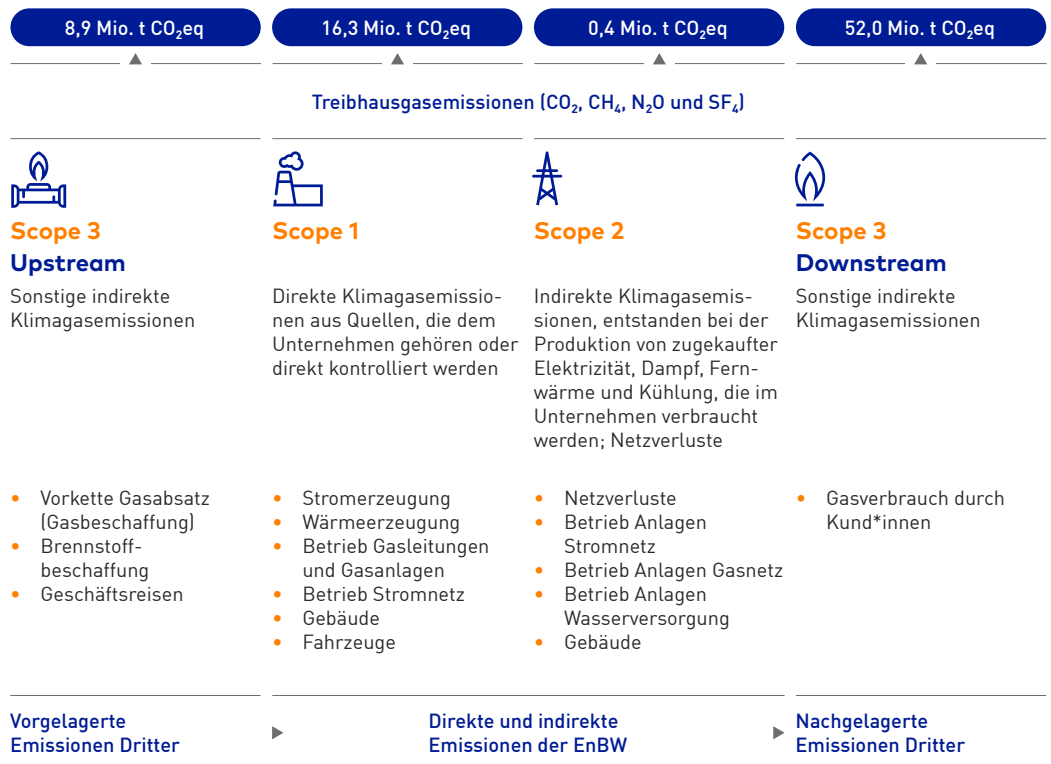 8,9 Mio. t CO₂eq
16,3 Mio. t CO₂eq
0,4 Mio. t CO₂eq
52,0 Mio. t CO₂eq
Treibhausgasemissionen (CO₂, CH₄, N₂O und SF₄)
Scope 3
Upstream
Sonstige indirekte
Klimagasemissionen
• Vorkette Gasabsatz
(Gasbeschaffung)
• Brennstoff-
beschaffung
• Geschäftsreisen
Scope 1
Direkte Klimagasemissio-
nen aus Quellen, die dem
Unternehmen gehören oder
direkt kontrolliert werden
• Stromerzeugung
• Wärmeerzeugung
• Betrieb Gasleitungen
und Gasanlagen
• Betrieb Stromnetz
• Gebäude
• Fahrzeuge
Scope 2
Indirekte Klimagasemis-
sionen, entstanden bei der
Produktion von zugekaufter
Elektrizität, Dampf, Fern-
wärme und Kühlung, die im
Unternehmen verbraucht
werden; Netzverluste
• Netzverluste
• Betrieb Anlagen
Stromnetz
• Betrieb Anlagen Gasnetz
• Betrieb Anlagen
Wasserversorgung
• Gebäude
Scope 3
Downstream
Sonstige indirekte
Klimagasemissionen
• Gasverbrauch durch
Kund*innen
Vorgelagerte
Emissionen Dritter
Direkte und indirekte
Emissionen der EnBW
Nachgelagerte
Emissionen Dritter